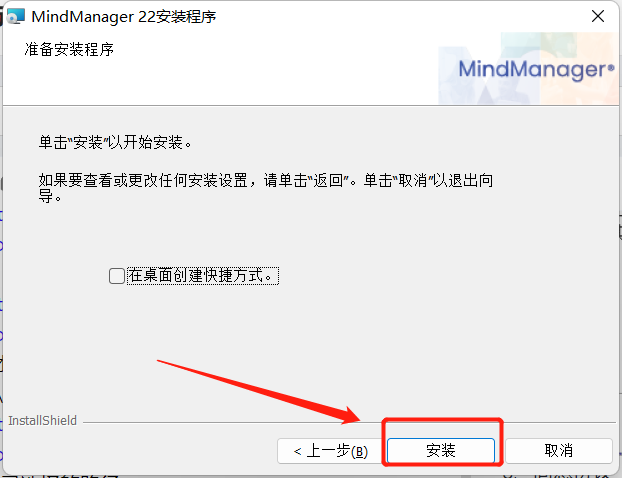 MindManager 22安装程序
准备安装程序
MindManager®
单击“安装”以开始安装。
如果要查看或更改任何安装设置，请单击“返回”。单击“取消”以退出向
导。
在桌面创建快捷方式。
InstallShield
< 上一步(B)
安装
取消